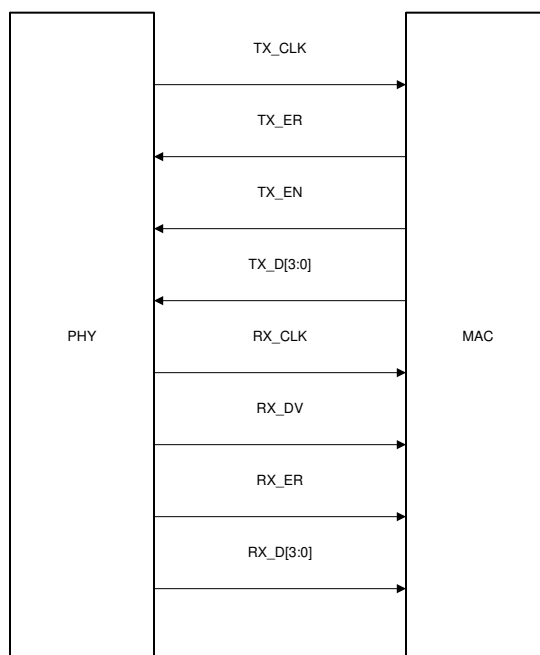 TX_CLK
TX_ER
TX_EN
TX_D[3:0]
PHY
RX_CLK
MAC
RX_DV
RX_ER
RX_D[3:0]